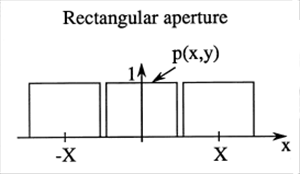 Rectangular aperture
p(x,y)
1
-X X x